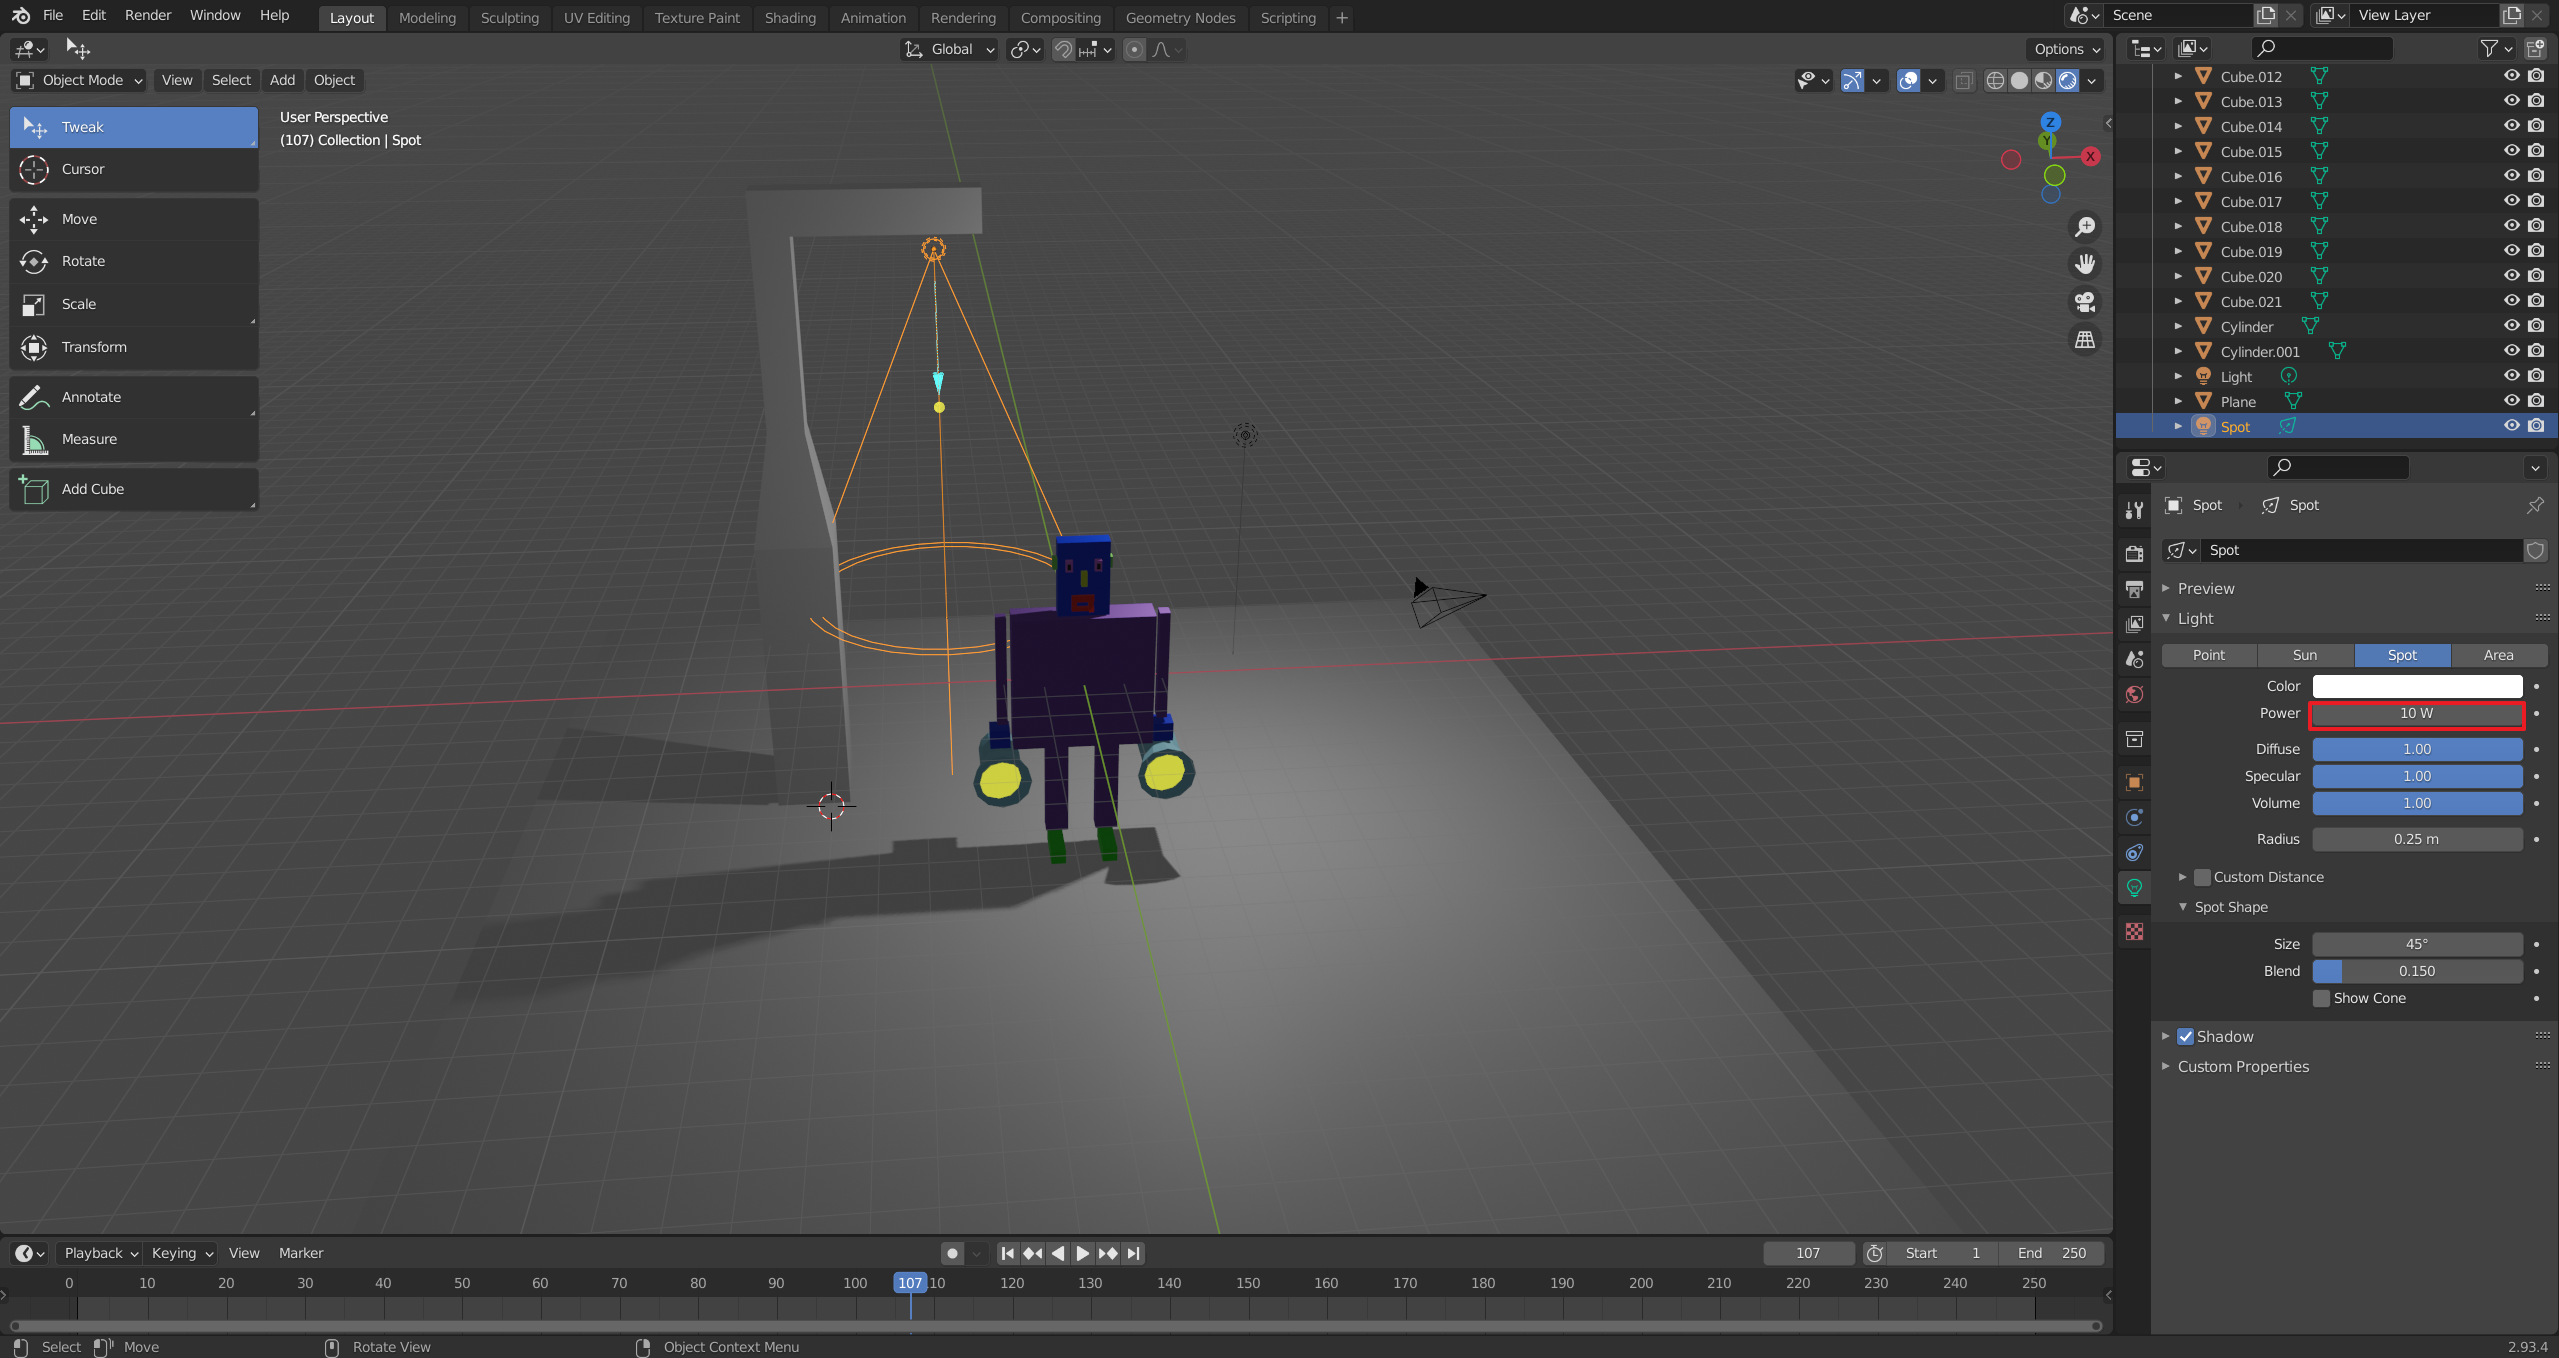 File Edit Render Window Help Layout Modeling Sculpting UV Editing Texture Paint Shading Animation Rendering Compositing Geometry Nodes Scripting + Scene View Layer
Global Options
Object Mode View Select Add Object
User Perspective
(107) Collection | Spot
Tweak
Cursor
Move
Rotate
Scale
Transform
Annotate
Measure
Add Cube
Z
Y
X
Cube.012
Cube.013
Cube.014
Cube.015
Cube.016
Cube.017
Cube.018
Cube.019
Cube.020
Cube.021
Cylinder
Cylinder.001
Light
Plane
Spot
Spot Spot
Spot
Preview
Light
Point Sun Spot Area
Color
Power 10 W
Diffuse 1.00
Specular 1.00
Volume 1.00
Radius 0.25 m
Custom Distance
Spot Shape
Size 45°
Blend 0.150
Show Cone
Shadow
Custom Properties
Playback Keying View Marker 107 Start 1 End 250
0 10 20 30 40 50 60 70 80 90 100 107 10 120 130 140 150 160 170 180 190 200 210 220 230 240 250
Select Move Rotate View Object Context Menu 2.93.4